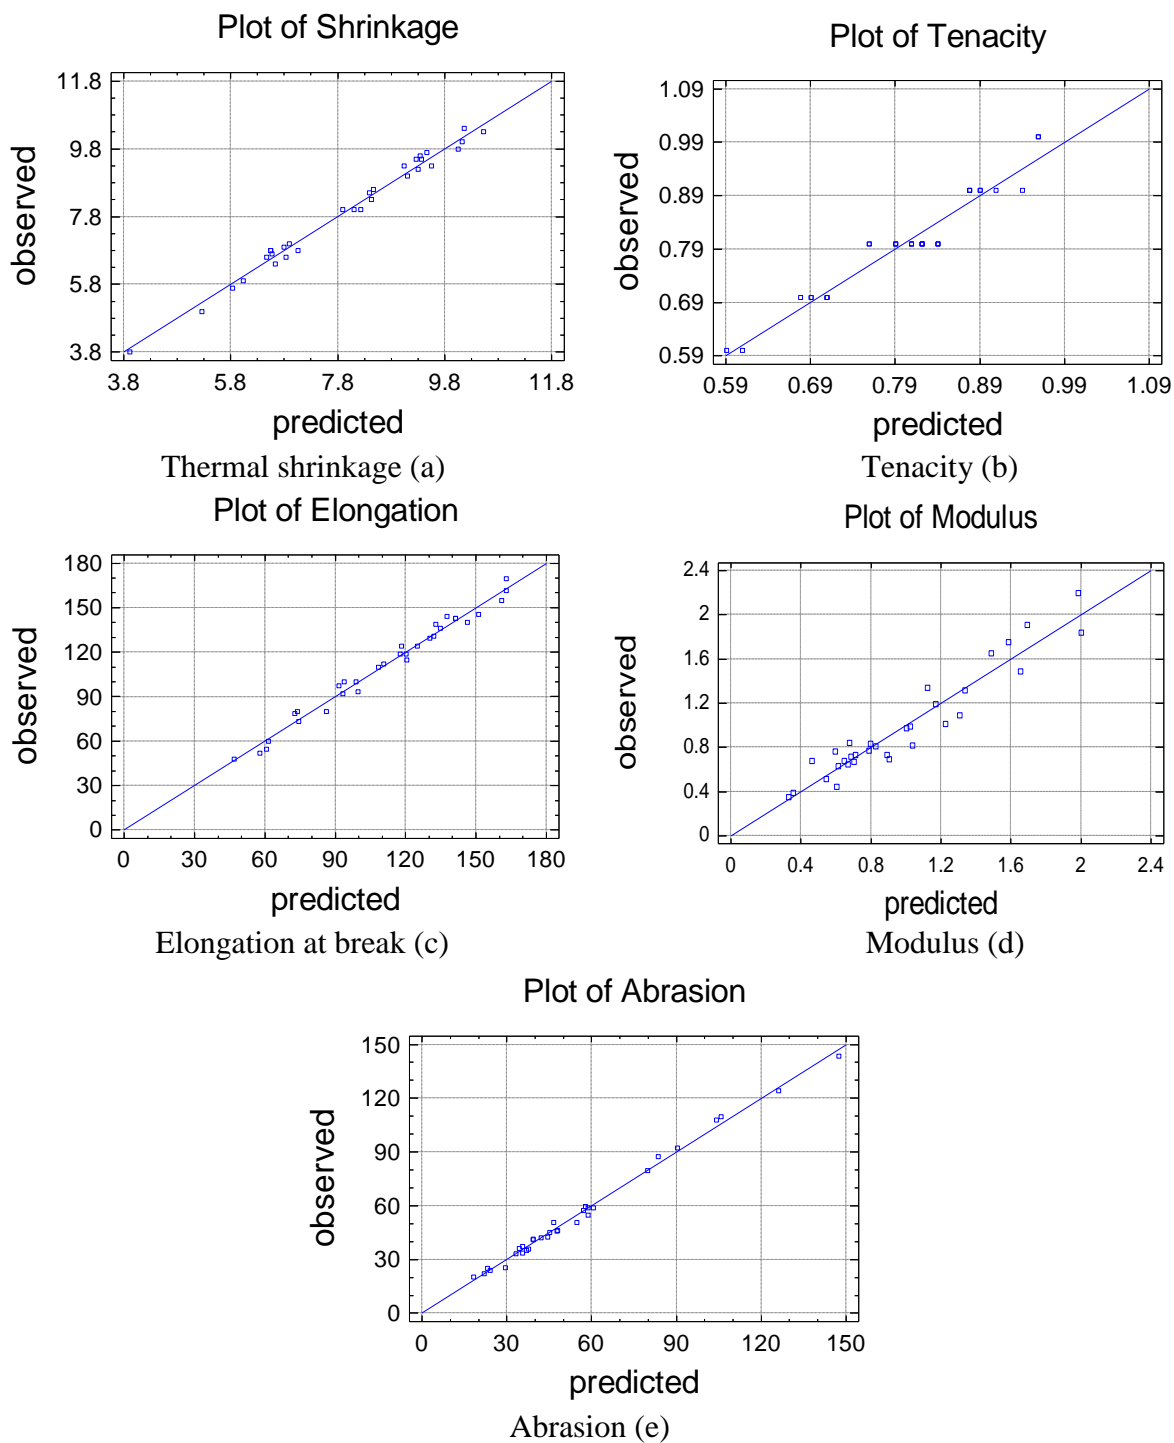 Plot of Shrinkage
observed
11.8
9.8
7.8
5.8
3.8
3.8 5.8 7.8 9.8 11.8
predicted
Thermal shrinkage (a)
Plot of Tenacity
observed
1.09
0.99
0.89
0.79
0.69
0.59
0.59 0.69 0.79 0.89 0.99 1.09
predicted
Tenacity (b)
Plot of Elongation
observed
180
150
120
90
60
30
0
0 30 60 90 120 150 180
predicted
Elongation at break (c)
Plot of Modulus
observed
2.4
2
1.6
1.2
0.8
0.4
0
0 0.4 0.8 1.2 1.6 2 2.4
predicted
Modulus (d)
Plot of Abrasion
observed
150
120
90
60
30
0
0 30 60 90 120 150
predicted
Abrasion (e)